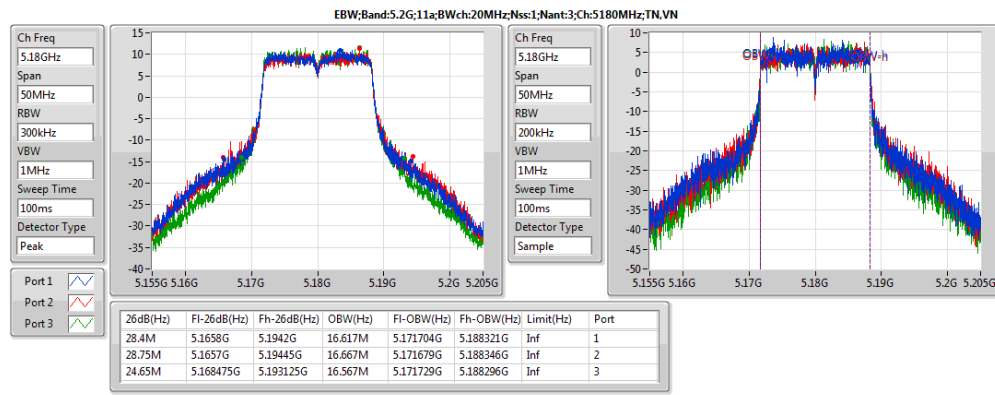 EBW;Band:5.2G;11a;BWch:20MHz;Nss:1;Nant:3;Ch:5180MHz;TN,VN
Ch Freq
5.18GHz
Span
50MHz
RBW
300kHz
VBW
1MHz
Sweep Time
100ms
Detector Type
Peak
15
10
5
0
-5
-10
-15
-20
-25
-30
-35
-40
5.155G 5.16G 5.17G 5.18G 5.19G 5.2G 5.205G
Ch Freq
5.18GHz
Span
50MHz
RBW
200kHz
VBW
1MHz
Sweep Time
100ms
Detector Type
Sample
10
5
0
-5
-10
-15
-20
-25
-30
-35
-40
-45
-50
5.155G 5.16G 5.17G 5.18G 5.19G 5.2G 5.205G
Port 1
Port 2
Port 3
26dB(Hz) Fl-26dB(Hz) Fh-26dB(Hz) OBW(Hz) Fl-OBW(Hz) Fh-OBW(Hz) Limit(Hz) Port
28.4M 5.1658G 5.1942G 16.617M 5.171704G 5.188321G Inf 1
28.75M 5.1657G 5.19445G 16.667M 5.171679G 5.188346G Inf 2
24.65M 5.168475G 5.193125G 16.567M 5.171729G 5.188296G Inf 3